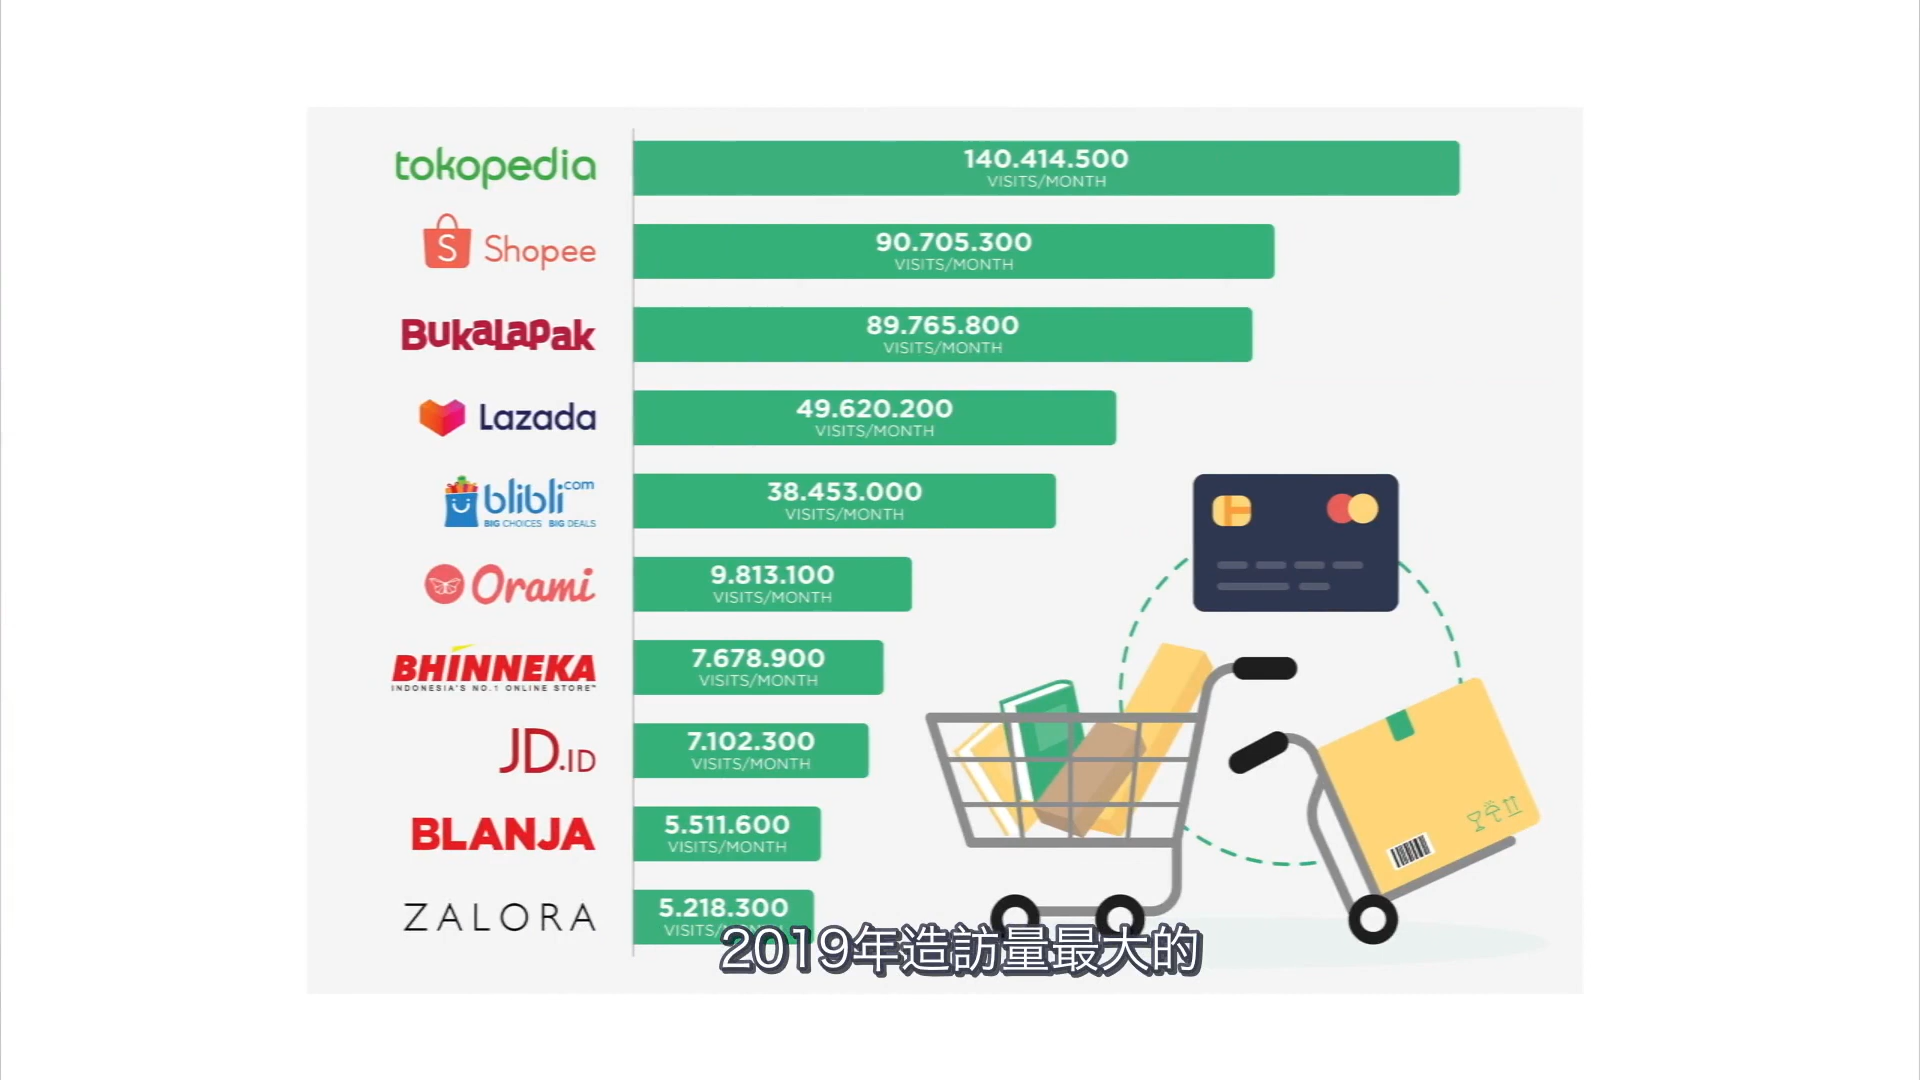 tokopedia
140.414.500
VISITS/MONTH
S Shopee
90.705.300
VISITS/MONTH
BukaLapak
89.765.800
VISITS/MONTH
Lazada
49.620.200
VISITS/MONTH
blibli.com
BIG CHOICES BIG DEALS
38.453.000
VISITS/MONTH
Orami
9.813.100
VISITS/MONTH
BHINNEKA
INDONESIA'S NO.1 ONLINE STORE™
7.678.900
VISITS/MONTH
JD.ID
7.102.300
VISITS/MONTH
BLANJA
5.511.600
VISITS/MONTH
ZALORA
5.218.300
VISITS/MONTH
2019年造訪量最大的